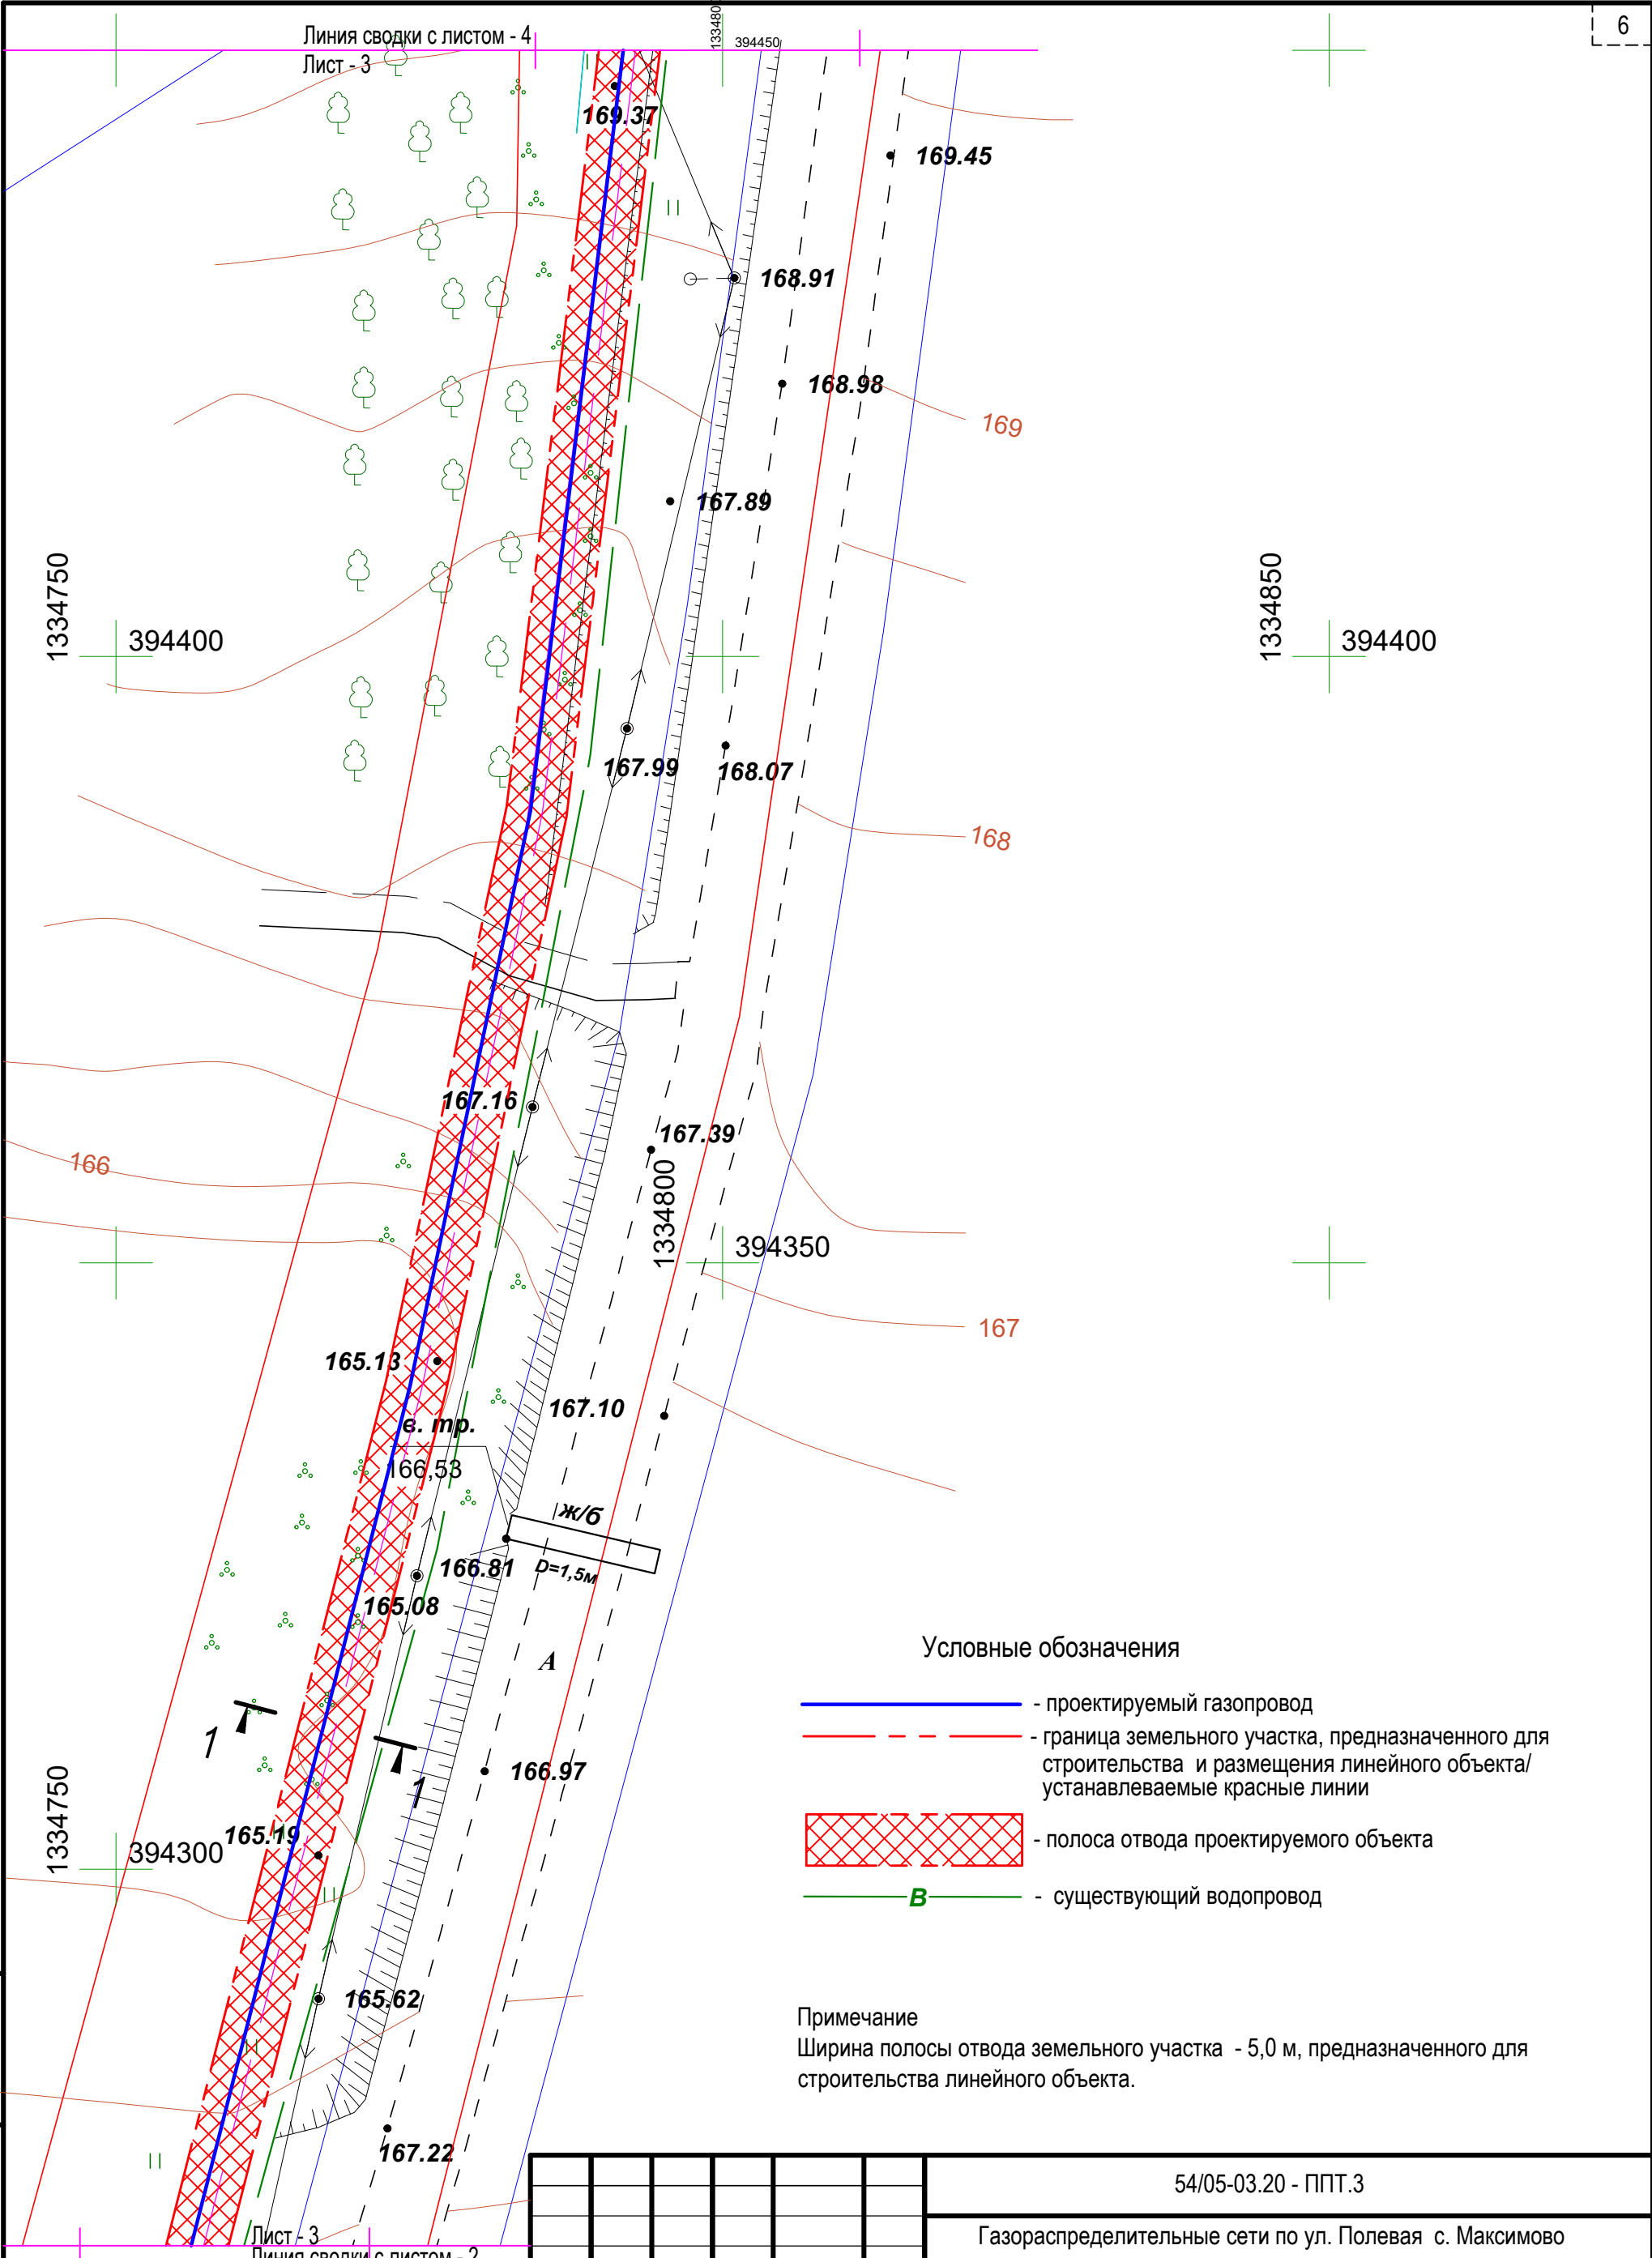 6
Линия сводки с листом - 4
Лист - 3
1334800
394450
169.37
169.45
168.91
168.98
169
167.89
1334750
394400
1334850
394400
167.99
168.07
168
167.16
167.39
166
1334800
394350
167
165.13
167.10
в. тр.
166,53
ж/б
D=1,5м
166.81
165.08
А
1
1
166.97
1334750
394300
165.19
165.62
167.22
Условные обозначения
- проектируемый газопровод
- граница земельного участка, предназначенного для
строительства и размещения линейного объекта/
устанавлеваемые красные линии
- полоса отвода проектируемого объекта
В
- существующий водопровод
Примечание
Ширина полосы отвода земельного участка - 5,0 м, предназначенного для
строительства линейного объекта.
54/05-03.20 - ППТ.3
Газораспределительные сети по ул. Полевая с. Максимово
Лист - 3
Линия сводки с листом - 2